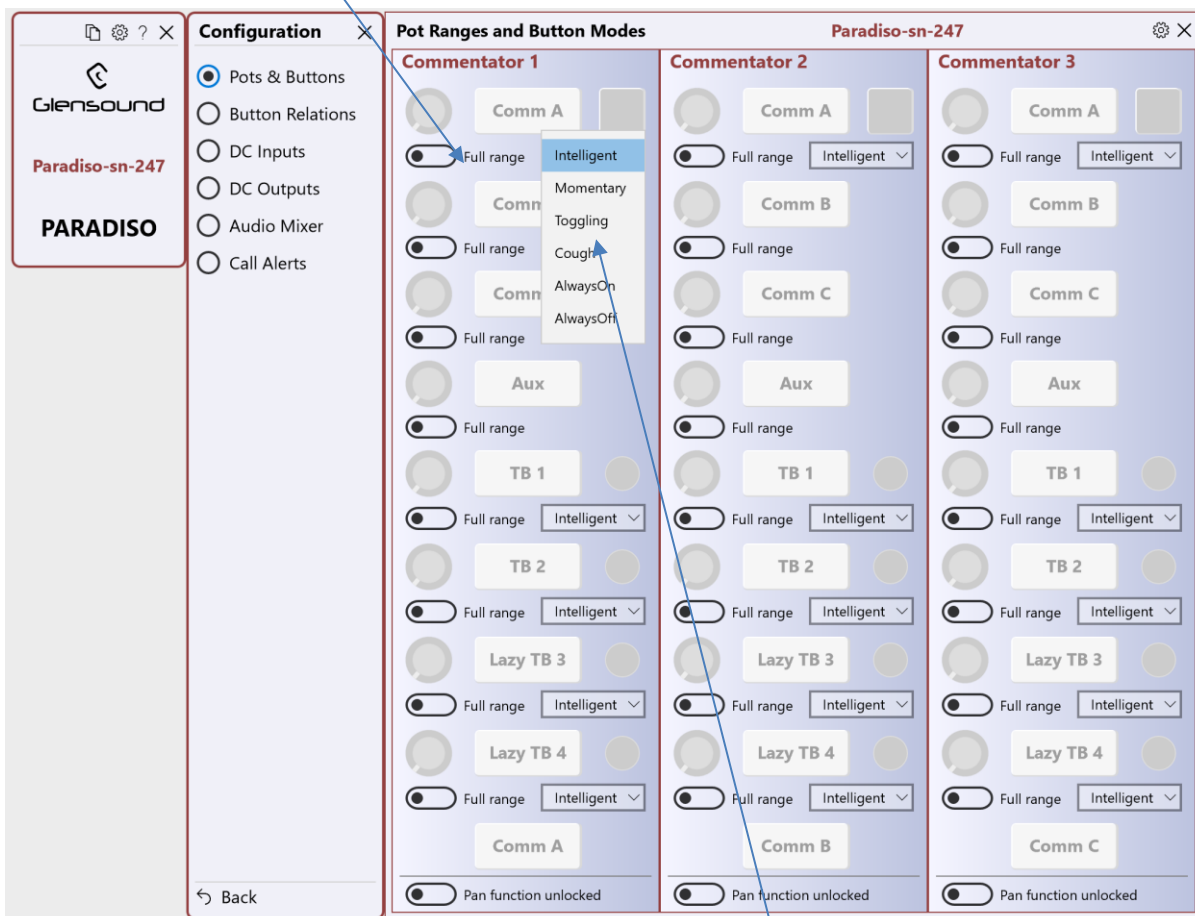 ?
Glensound
Paradiso-sn-247
PARADISO
Configuration
Pots & Buttons
Button Relations
DC Inputs
DC Outputs
Audio Mixer
Call Alerts
Back
Pot Ranges and Button Modes
Paradiso-sn-247
Commentator 1
Comm A
Full range
Intelligent
Momentary
Toggling
Cough
AlwaysOn
AlwaysOff
Comm
Full range
Comm
Full range
Aux
Full range
TB 1
Full range Intelligent
TB 2
Full range Intelligent
Lazy TB 3
Full range Intelligent
Lazy TB 4
Full range Intelligent
Comm A
Pan function unlocked
Commentator 2
Comm A
Full range Intelligent
Comm B
Full range
Comm C
Full range
Aux
Full range
TB 1
Full range Intelligent
TB 2
Full range Intelligent
Lazy TB 3
Full range Intelligent
Lazy TB 4
Full range Intelligent
Comm B
Pan function unlocked
Commentator 3
Comm A
Full range Intelligent
Comm B
Full range
Comm C
Full range
Aux
Full range
TB 1
Full range Intelligent
TB 2
Full range Intelligent
Lazy TB 3
Full range Intelligent
Lazy TB 4
Full range Intelligent
Comm C
Pan function unlocked